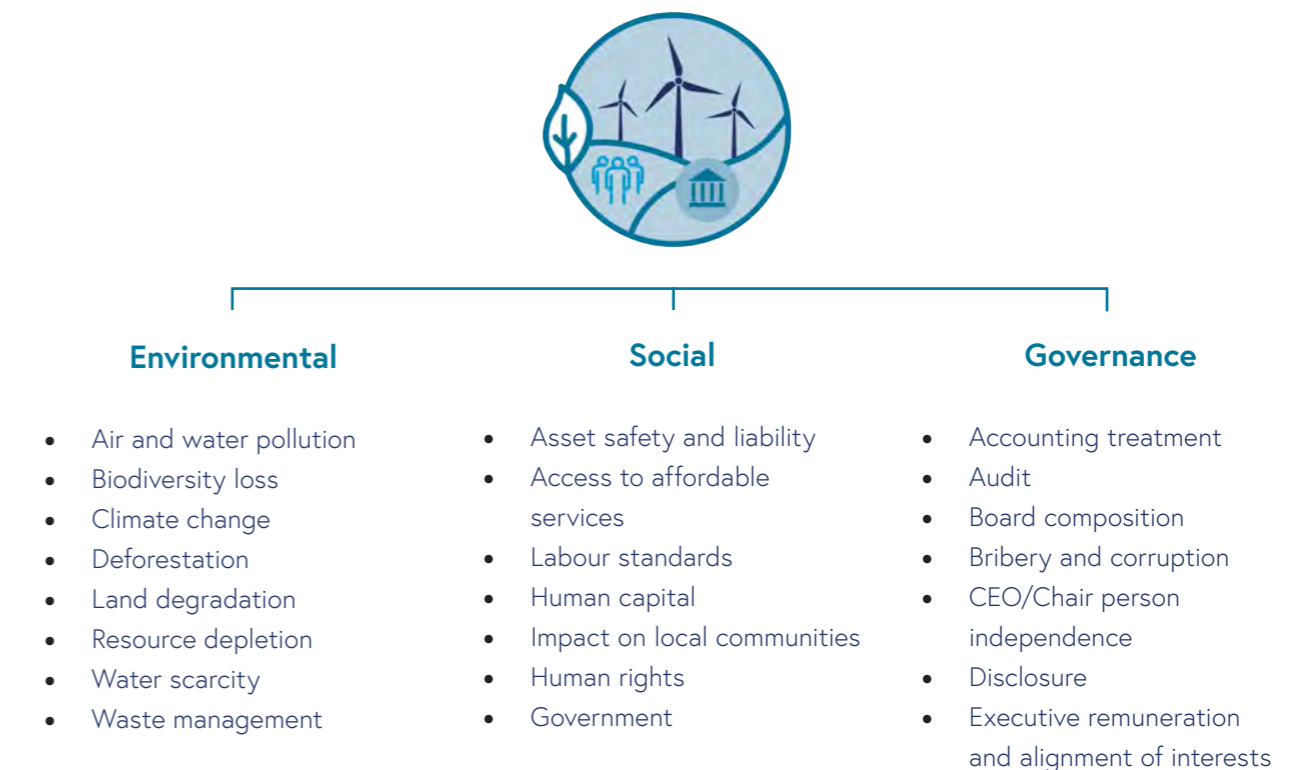 Environmental
• Air and water pollution
• Biodiversity loss
• Climate change
• Deforestation
• Land degradation
• Resource depletion
• Water scarcity
• Waste management
Social
• Asset safety and liability
• Access to affordable
services
• Labour standards
• Human capital
• Impact on local communities
• Human rights
• Government
Governance
• Accounting treatment
• Audit
• Board composition
• Bribery and corruption
• CEO/Chair person
independence
• Disclosure
• Executive remuneration
and alignment of interests